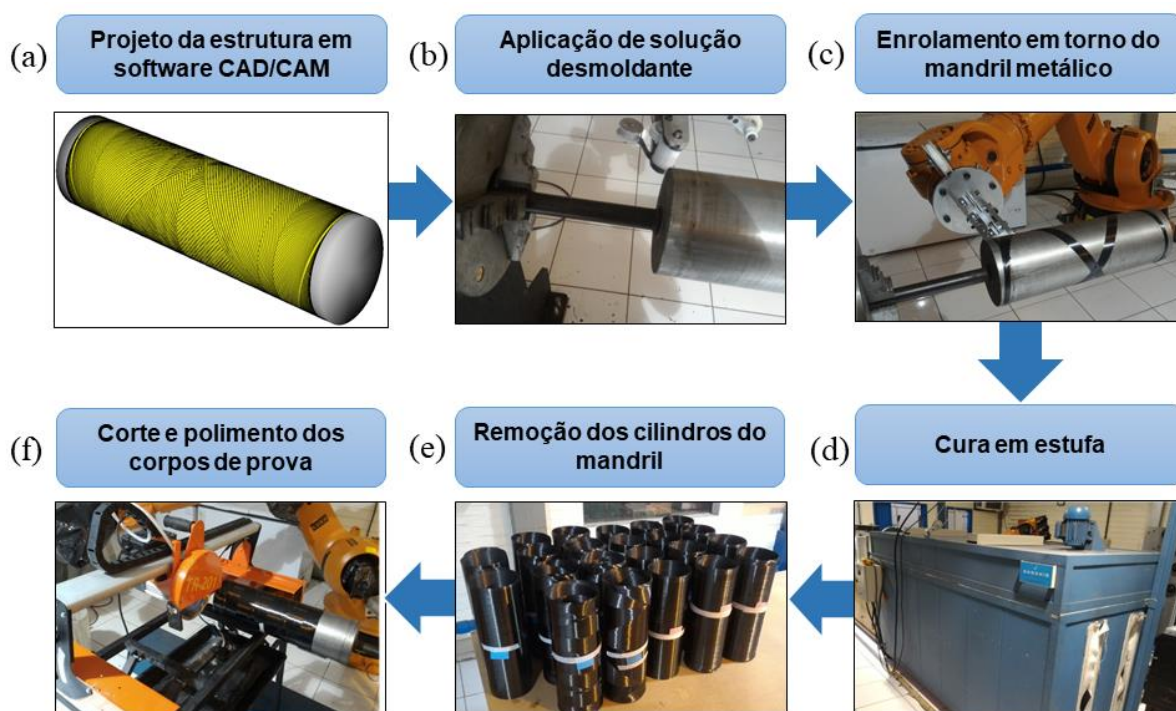 (a)
Projeto da estrutura em
software CAD/CAM
(b)
Aplicação de solução
desmoldante
(c)
Enrolamento em torno do
mandril metálico
(f)
Corte e polimento dos
corpos de prova
(e)
Remoção dos cilindros do
mandril
(d)
Cura em estufa